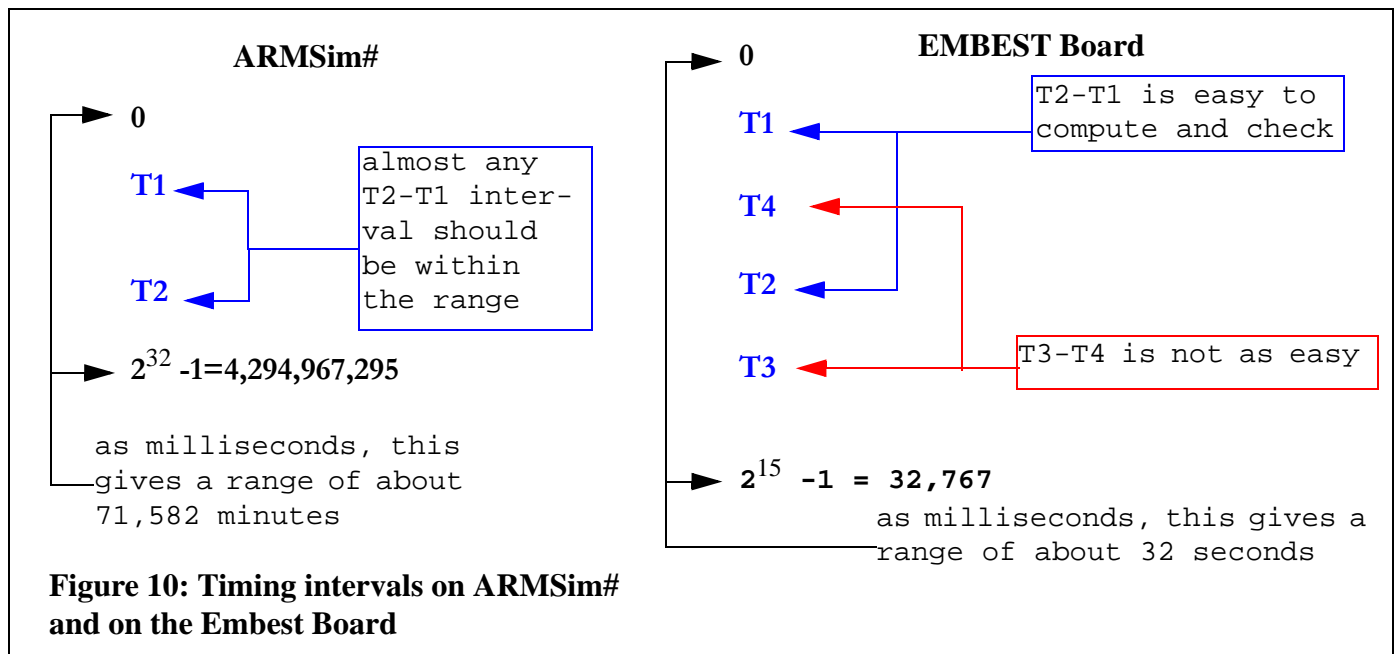 ARMSim#
0
T1
almost any
T2-T1 inter-
val should
be within
the range
T2
2^32 -1=4,294,967,295
as milliseconds, this
gives a range of about
71,582 minutes
EMBEST Board
0
T2-T1 is easy to
compute and check
T1
T4
T2
T3-T4 is not as easy
T3
2^15 -1 = 32,767
as milliseconds, this gives a
range of about 32 seconds
Figure 10: Timing intervals on ARMSim#
and on the Embest Board